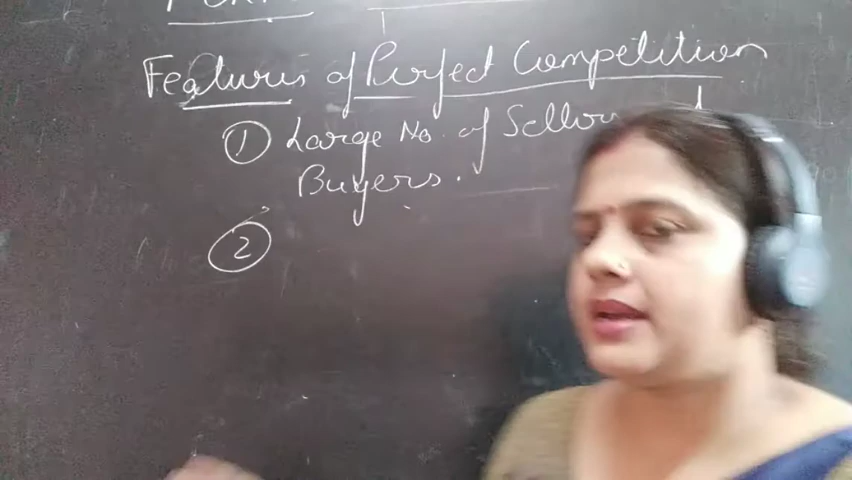 Features of Perfect Competition
① Large No. of Sellers
Buyers.
②